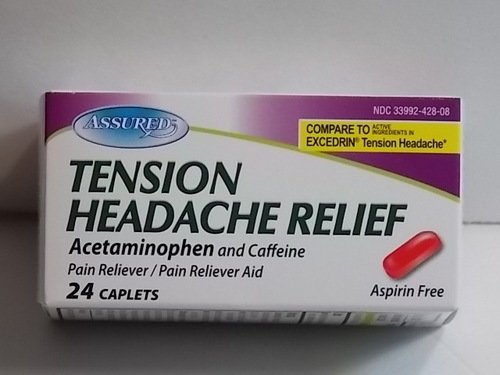 NDC 33992-428-08
ASSURED
COMPARE TO ACTIVE INGREDIENTS IN
EXCEDRIN® Tension Headache*
TENSION
HEADACHE RELIEF
Acetaminophen and Caffeine
Pain Reliever / Pain Reliever Aid
24 CAPLETS
Aspirin Free